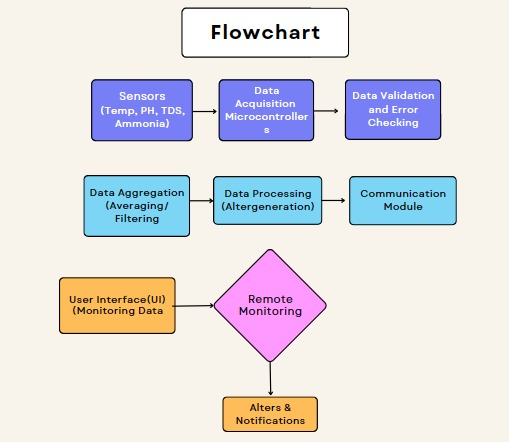 Flowchart
Sensors
(Temp, PH, TDS,
Ammonia)
Data
Acquisition
Microcontroller
s
Data Validation
and Error
Checking
Data Aggregation
(Averaging/
Filtering
Data Processing
(Altergeneration)
Communication
Module
User Interface(UI)
(Monitoring Data
Remote
Monitoring
Alters &
Notifications